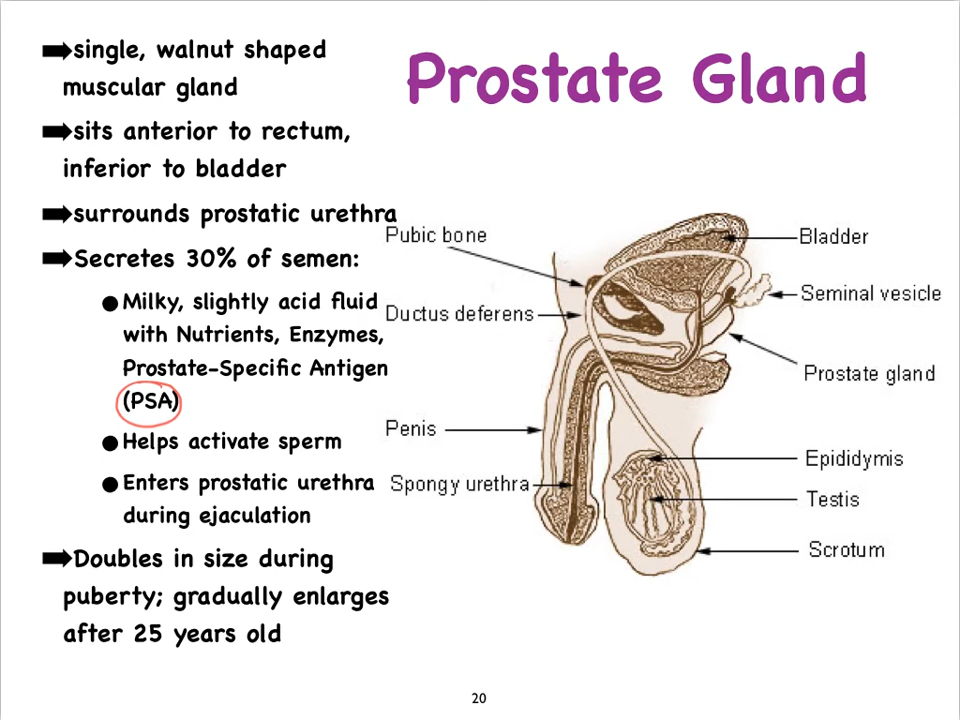 Prostate Gland
➡single, walnut shaped
muscular gland
➡sits anterior to rectum,
inferior to bladder
➡surrounds prostatic urethra
➡Secretes 30% of semen:
●Milky, slightly acid fluid
with Nutrients, Enzymes,
Prostate-Specific Antigen
(PSA)
●Helps activate sperm
●Enters prostatic urethra
during ejaculation
➡Doubles in size during
puberty; gradually enlarges
after 25 years old
Pubic bone
Ductus deferens
Penis
Spongy urethra
Bladder
Seminal vesicle
Prostate gland
Epididymis
Testis
Scrotum
20